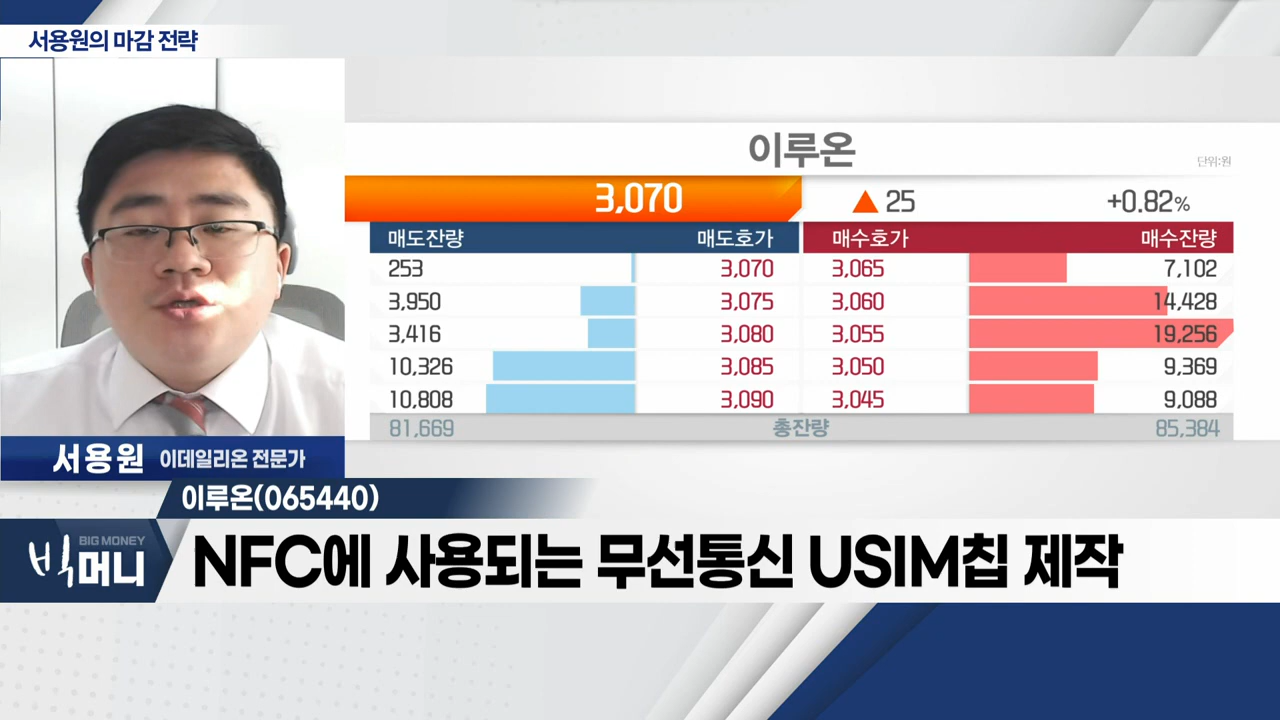 서용원의 마감 전략
이루온
단위:원
3,070 ▲ 25 +0.82%
매도잔량 매도호가 매수호가 매수잔량
253 3,070 3,065 7,102
3,950 3,075 3,060 14,428
3,416 3,080 3,055 19,256
10,326 3,085 3,050 9,369
10,808 3,090 3,045 9,088
81,669 총잔량 85,384
서용원 이데일리온 전문가
이루온(065440)
BIG MONEY
빅머니
NFC에 사용되는 무선통신 USIM칩 제작